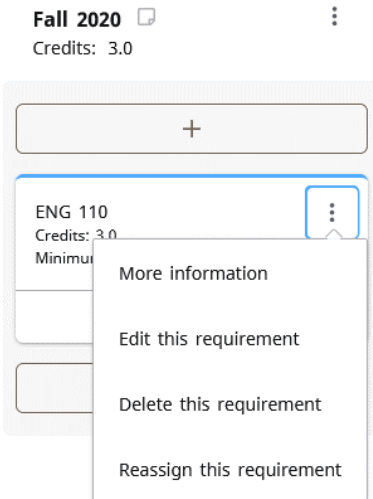 Fall 2020
Credits: 3.0
+
ENG 110
Credits: 3.0
More information
Edit this requirement
Delete this requirement
Reassign this requirement